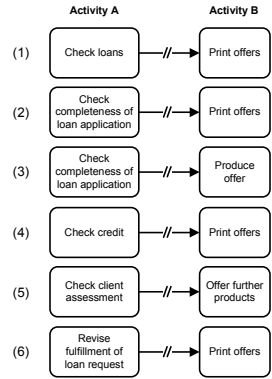 Activity A Activity B
(1) Check loans Print offers
(2) Check
completeness of
loan application Print offers
(3) Check
completeness of
loan application Produce
offer
(4) Check credit Print offers
(5) Check client
assessment Offer further
products
(6) Revise
fulfillment of
loan request Print offers